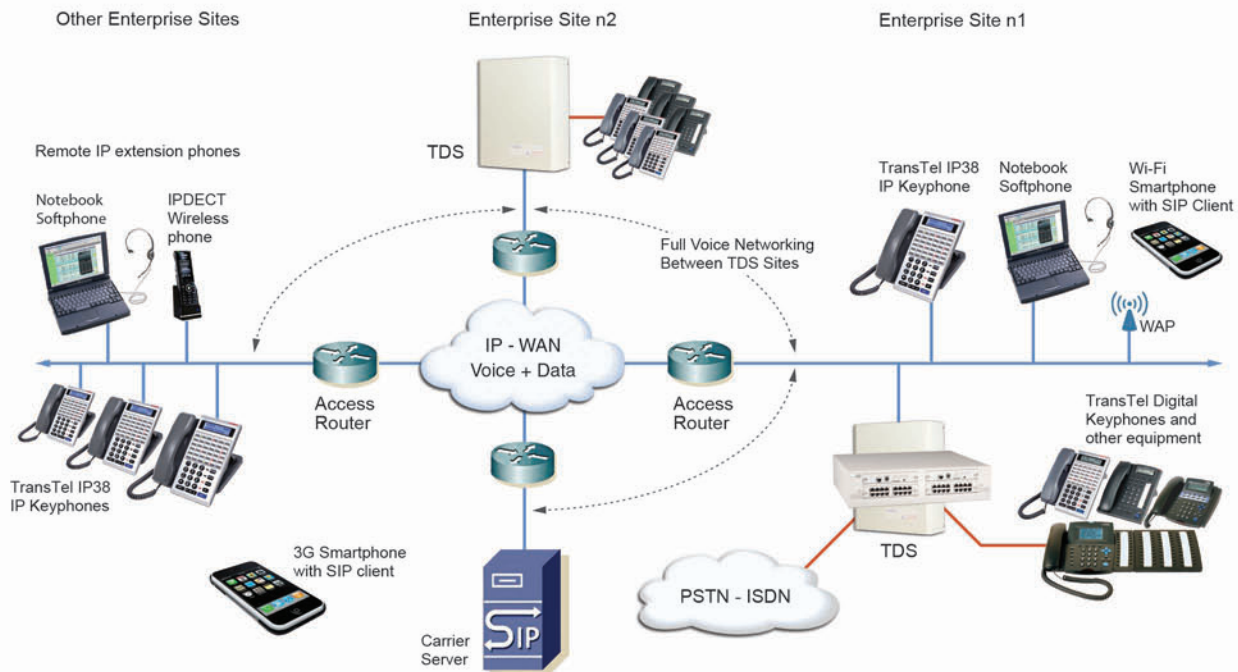 Other Enterprise Sites
Enterprise Site n2
Enterprise Site n1
TDS
Remote IP extension phones
Notebook
Softphone
IPDECT
Wireless
phone
TransTel IP38
IP Keyphone
Notebook
Softphone
Wi-Fi
Smartphone
with SIP Client
Full Voice Networking
Between TDS Sites
WAP
IP - WAN
Voice + Data
Access
Router
Access
Router
TransTel Digital
Keyphones and
other equipment
TransTel IP38
IP Keyphones
TDS
3G Smartphone
with SIP client
PSTN - ISDN
SIP
Carrier
Server